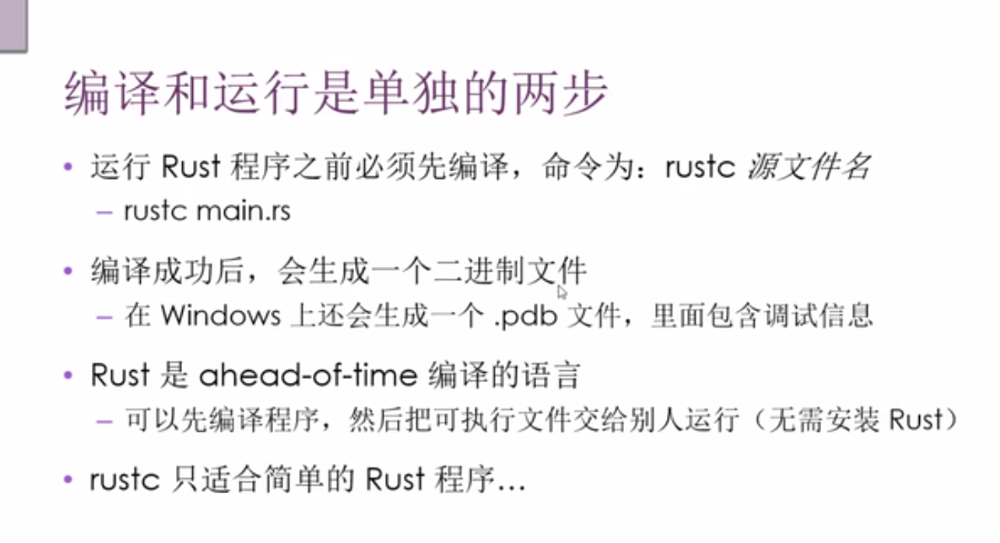 编译和运行是单独的两步
• 运行 Rust 程序之前必须先编译，命令为：rustc 源文件名
– rustc main.rs
• 编译成功后，会生成一个二进制文件
– 在 Windows 上还会生成一个 .pdb 文件，里面包含调试信息
• Rust 是 ahead-of-time 编译的语言
– 可以先编译程序，然后把可执行文件交给别人运行（无需安装 Rust）
• rustc 只适合简单的 Rust 程序…